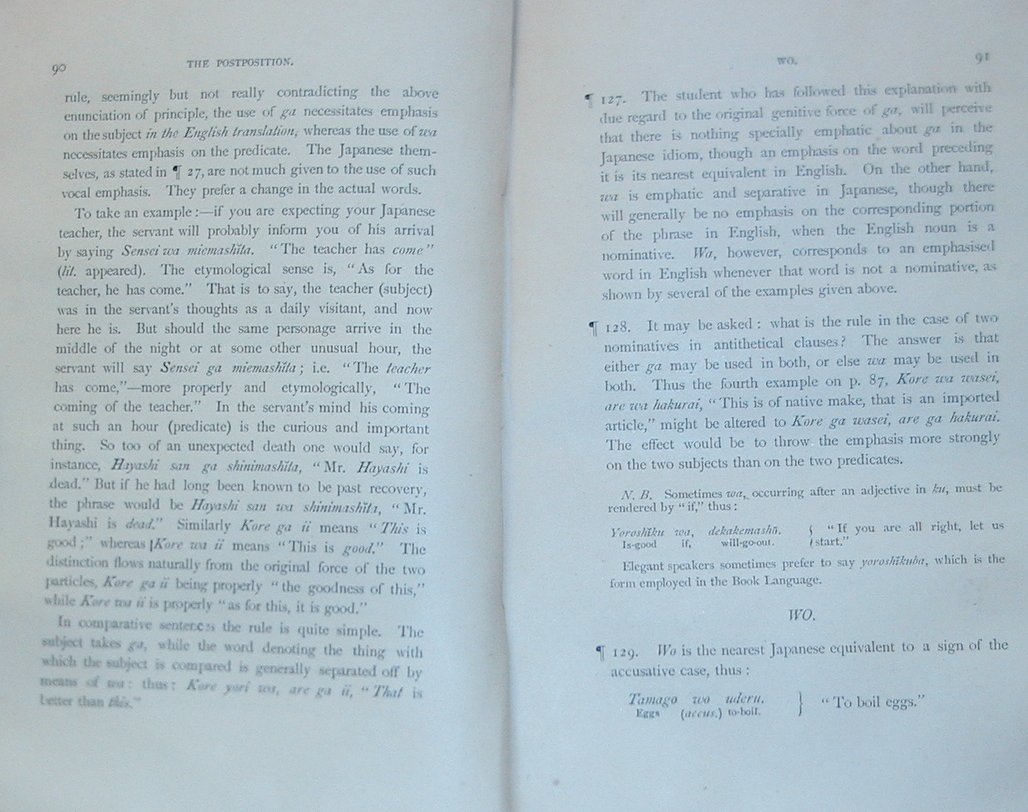 90
THE POSTPOSITION.
rule, seemingly but not really contradicting the above
enunciation of principle, the use of ga necessitates emphasis
on the subject in the English translation, whereas the use of wa
necessitates emphasis on the predicate. The Japanese them-
selves, as stated in ¶ 27, are not much given to the use of such
vocal emphasis. They prefer a change in the actual words.
To take an example :—if you are expecting your Japanese
teacher, the servant will probably inform you of his arrival
by saying Sensei wa miemashĭta. "The teacher has come"
(lit. appeared). The etymological sense is, "As for the
teacher, he has come." That is to say, the teacher (subject)
was in the servant's thoughts as a daily visitant, and now
here he is. But should the same personage arrive in the
middle of the night or at some other unusual hour, the
servant will say Sensei ga miemashĭta ; i.e. "The teacher
has come,"—more properly and etymologically, "The
coming of the teacher." In the servant's mind his coming
at such an hour (predicate) is the curious and important
thing. So too of an unexpected death one would say, for
instance, Hayashi san ga shinimashĭta, "Mr. Hayashi is
dead." But if he had long been known to be past recovery,
the phrase would be Hayashi san wa shinimashĭta, "Mr.
Hayashi is dead." Similarly Kore ga ii means "This is
good ;" whereas Kore wa ii means "This is good." The
distinction flows naturally from the original force of the two
particles, Kore ga ii being properly "the goodness of this,"
while Kore wa ii is properly "as for this, it is good."
In comparative sentences the rule is quite simple. The
subject takes ga, while the word denoting the thing with
which the subject is compared is generally separated off by
means of wa : thus : Kore yori wa, are ga ii, "That is
better than this."
WO.
91
¶ 127. The student who has followed this explanation with
due regard to the original genitive force of ga, will perceive
that there is nothing specially emphatic about ga in the
Japanese idiom, though an emphasis on the word preceding
it is its nearest equivalent in English. On the other hand,
wa is emphatic and separative in Japanese, though there
will generally be no emphasis on the corresponding portion
of the phrase in English, when the English noun is a
nominative. Wa, however, corresponds to an emphasised
word in English whenever that word is not a nominative, as
shown by several of the examples given above.
¶ 128. It may be asked : what is the rule in the case of two
nominatives in antithetical clauses? The answer is that
either ga may be used in both, or else wa may be used in
both. Thus the fourth example on p. 87, Kore wa wasei,
are wa hakurai, "This is of native make, that is an imported
article," might be altered to Kore ga wasei, are ga hakurai.
The effect would be to throw the emphasis more strongly
on the two subjects than on the two predicates.
N. B. Sometimes wa, occurring after an adjective in ku, must be
rendered by "if," thus :
Yoroshĭku wa, dekakemashō. { "If you are all right, let us
Is-good if, will-go-out. start."
Elegant speakers sometimes prefer to say yoroshĭkuba, which is the
form employed in the Book Language.
WO.
¶ 129. Wo is the nearest Japanese equivalent to a sign of the
accusative case, thus :
Tamago wo uderu. } "To boil eggs."
Eggs (accus.) to-boil.